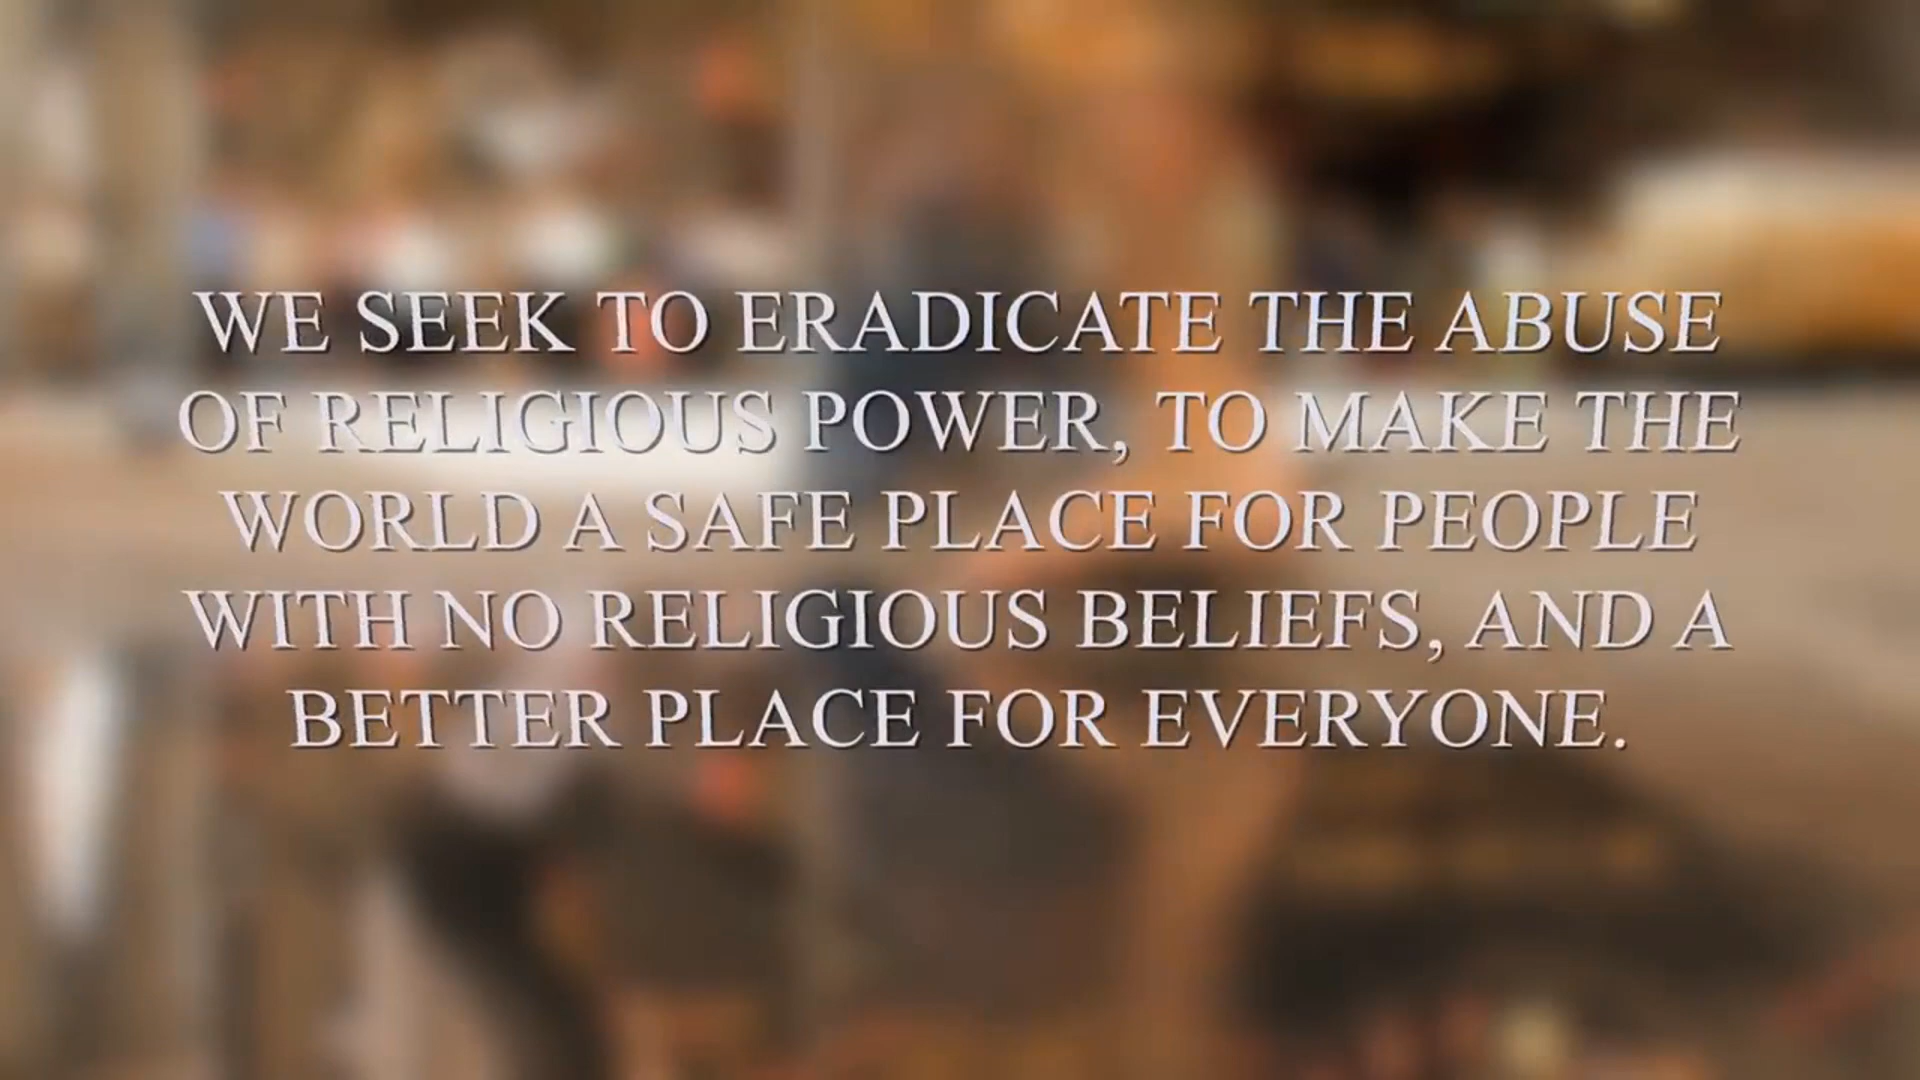 WE SEEK TO ERADICATE THE ABUSE
OF RELIGIOUS POWER, TO MAKE THE
WORLD A SAFE PLACE FOR PEOPLE
WITH NO RELIGIOUS BELIEFS, AND A
BETTER PLACE FOR EVERYONE.